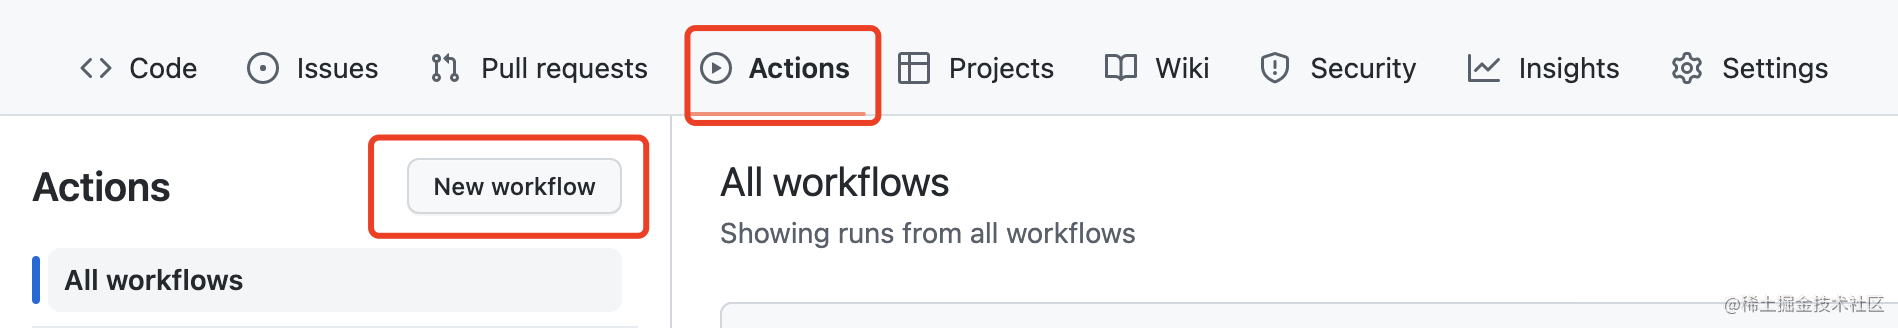 Code Issues Pull requests Actions Projects Wiki Security Insights Settings
Actions
New workflow
All workflows
All workflows
Showing runs from all workflows
@稀土掘金技术社区